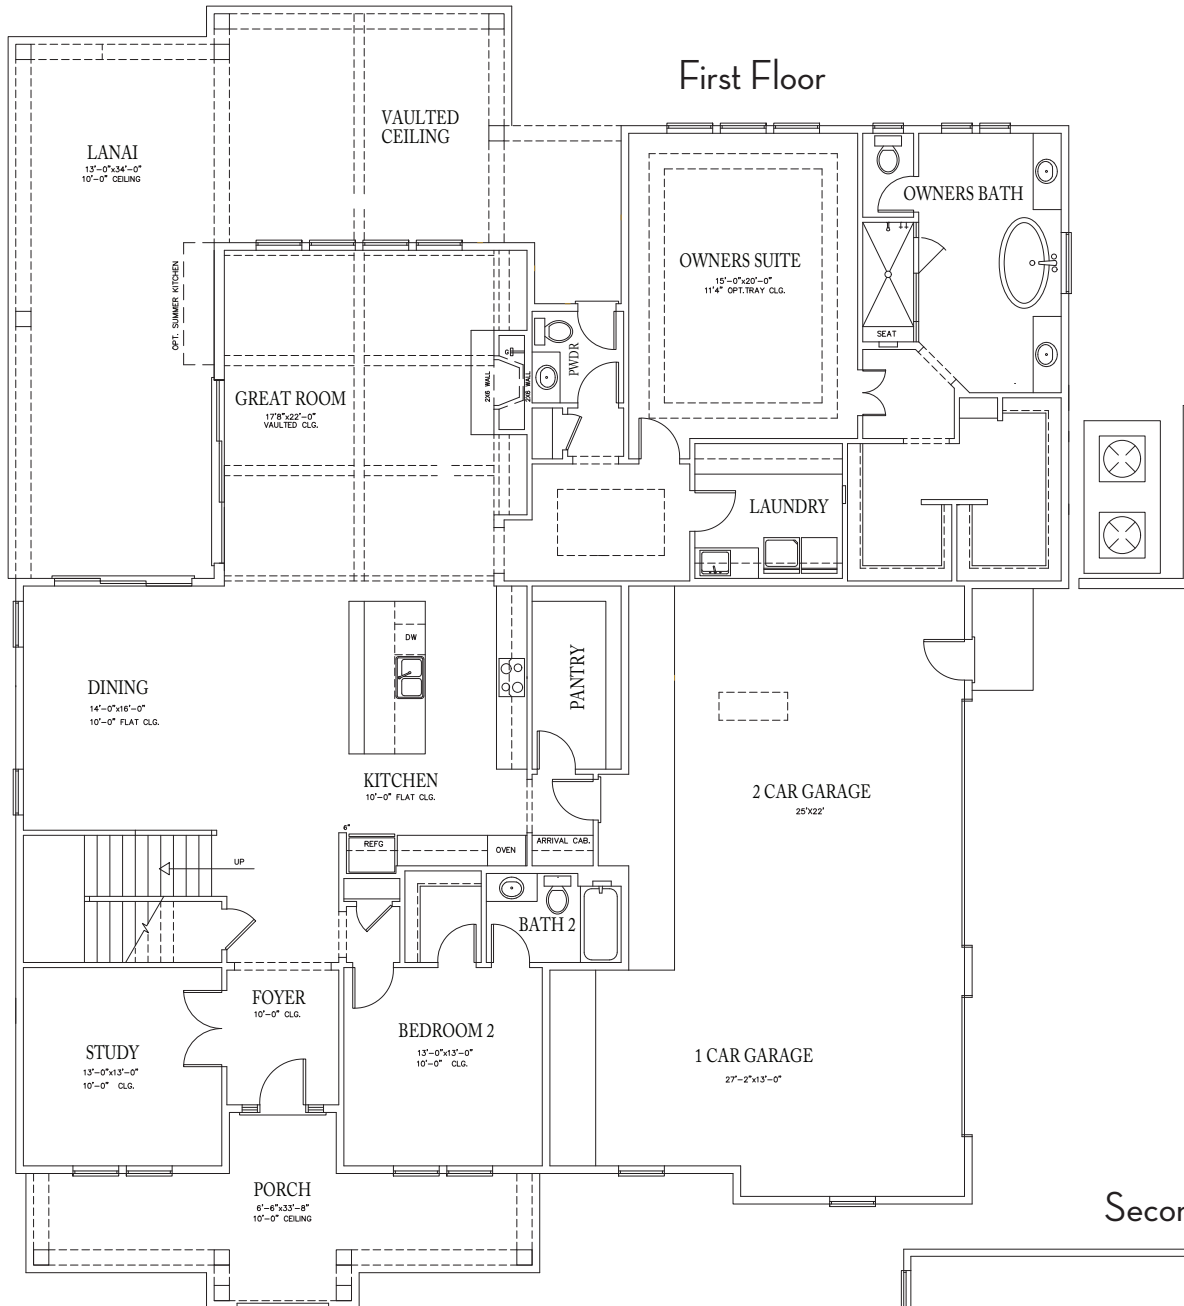 First Floor
VAULTED
CEILING
LANAI
13'-0"x34'-0"
10'-0" CEILING
OWNERS BATH
OWNERS SUITE
15'-0"x20'-0"
11'4" OPT.TRAY CLG.
OPT. SUMMER KITCHEN
SEAT
PWDR
G
2X6 WALL
2X6 WALL
GREAT ROOM
17'8"x22'-0"
VAULTED CLG.
LAUNDRY
DW
PANTRY
DINING
14'-0"x16'-0"
10'-0" FLAT CLG.
KITCHEN
10'-0" FLAT CLG.
2 CAR GARAGE
25'X22'
6"
REFG
OVEN
ARRIVAL CAB.
UP
BATH 2
FOYER
10'-0" CLG.
BEDROOM 2
13'-0"x13'-0"
10'-0" CLG.
STUDY
13'-0"x13'-0"
10'-0" CLG.
1 CAR GARAGE
27'-2"x13'-0"
PORCH
6'-6"x33'-8"
10'-0" CEILING
Secon